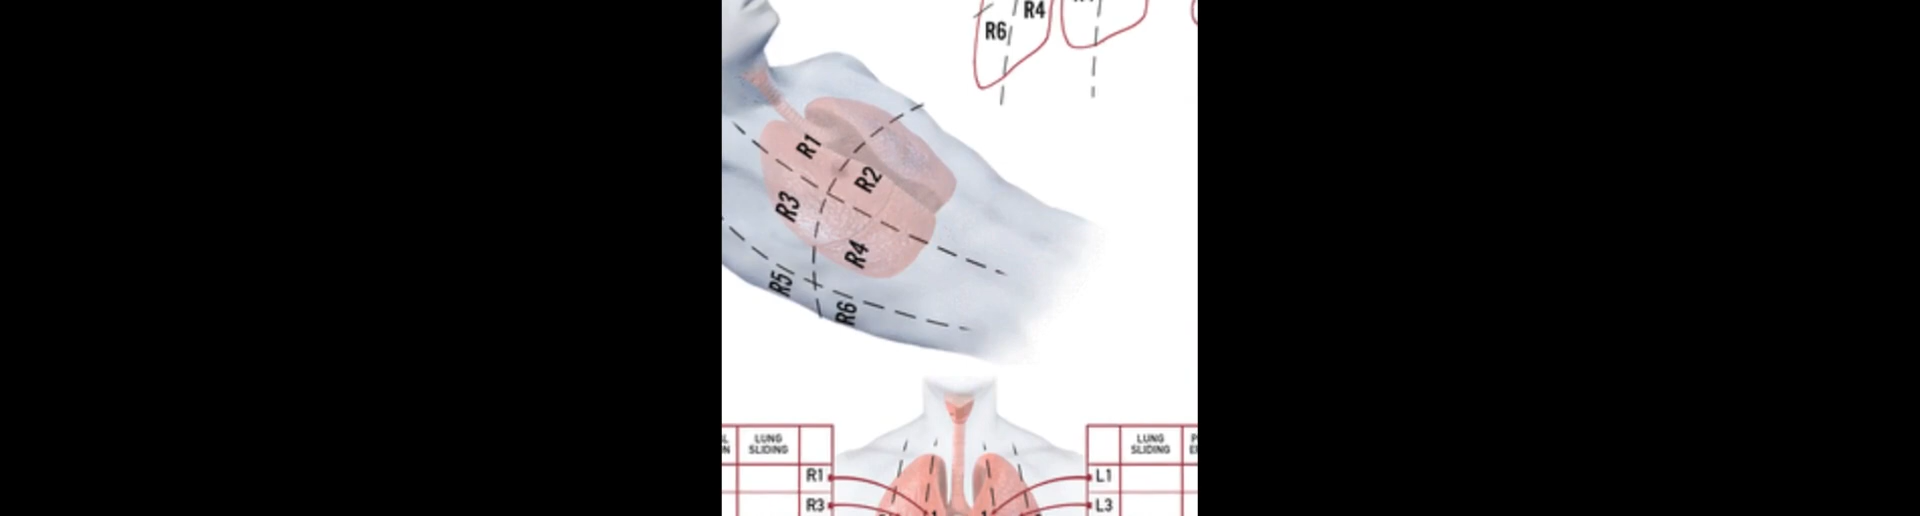 R4
R6
R1
R2
R3
R4
R5
R6
LUNG
SLIDING
LUNG
SLIDING
R1
L1
R3
L3